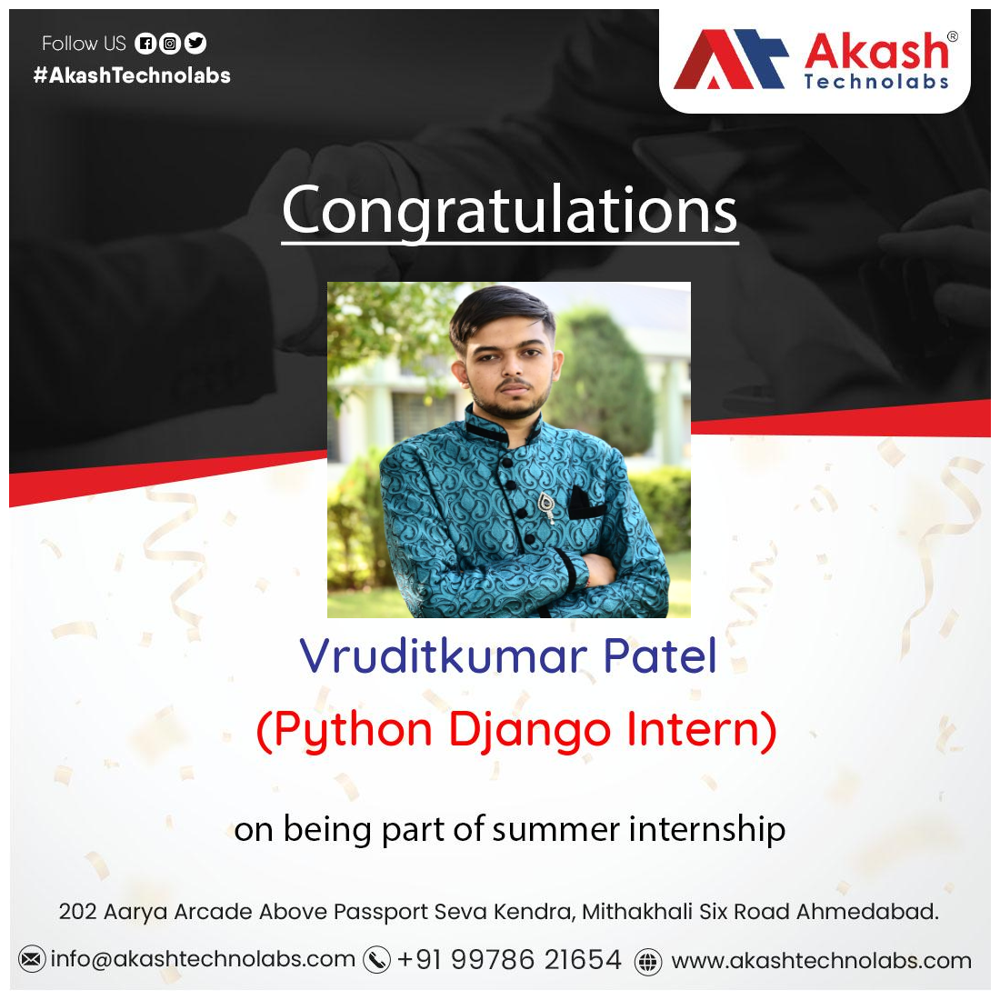 Follow US
#AkashTechnolabs
Akash®
Technolabs
Congratulations
Vruditkumar Patel
(Python Django Intern)
on being part of summer internship
202 Aarya Arcade Above Passport Seva Kendra, Mithakhali Six Road Ahmedabad.
info@akashtechnolabs.com +91 99786 21654 www.akashtechnolabs.com